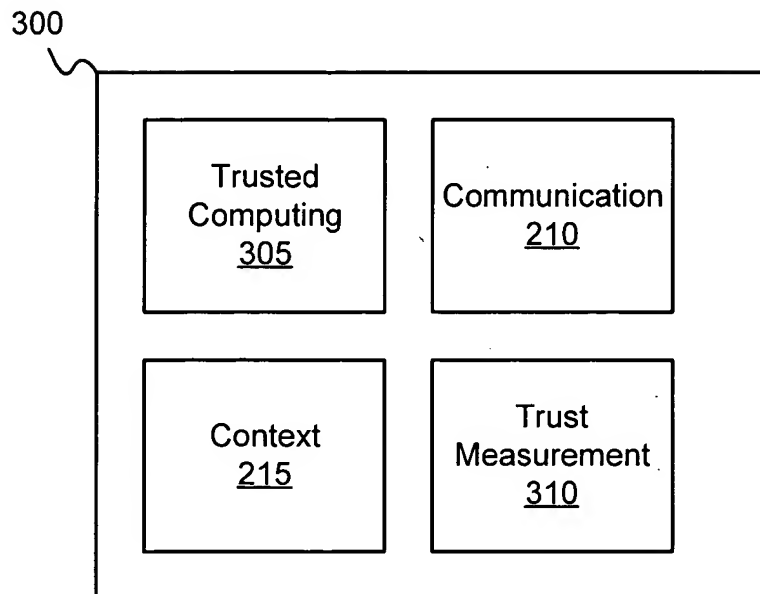 300
Trusted
Computing
305
Communication
210
Context
215
Trust
Measurement
310